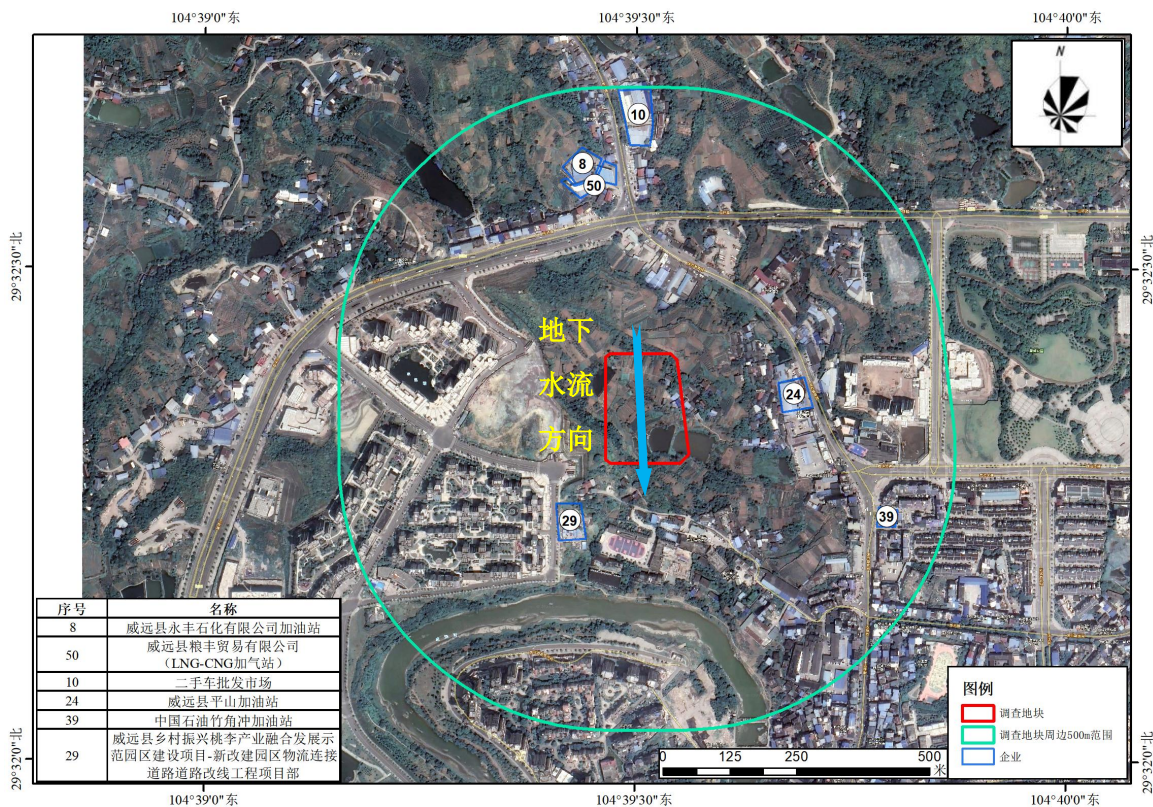 104°39'0"东
104°39'30"东
104°40'0"东
N
10
8
50
29°32'30"北
29°32'30"北
地下
水流
方向
24
29
39
序号 名称
8 威远县永丰石化有限公司加油站
50 威远县粮丰贸易有限公司
（LNG-CNG加气站）
10 二手车批发市场
24 威远县平山加油站
39 中国石油竹角冲加油站
29 威远县乡村振兴桃李产业融合发展示
范园区建设项目-新改建园区物流连接
道路道路改线工程项目部
图例
调查地块
调查地块周边500m范围
企业
0 125 250 500
米
29°32'0"北
29°32'0"北
104°39'0"东
104°39'30"东
104°40'0"东